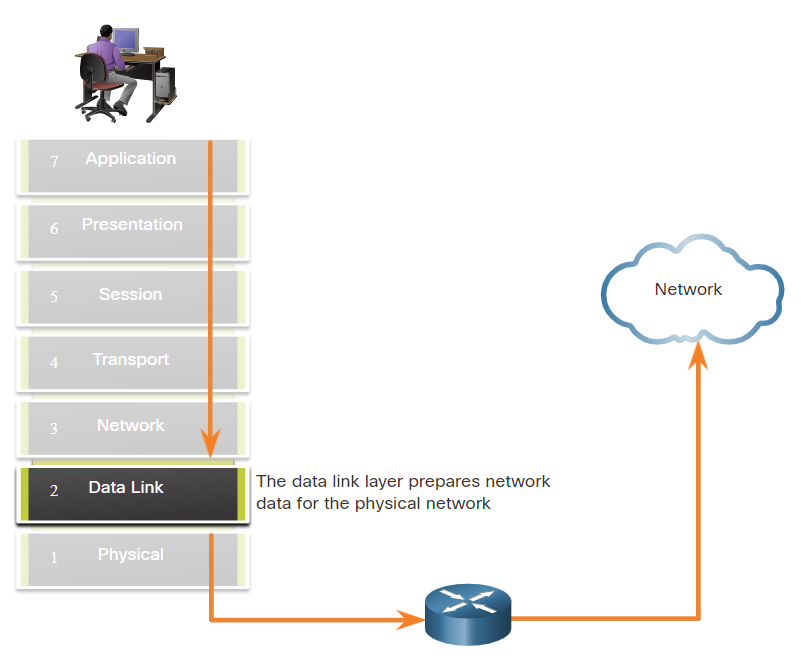 7 Application
6 Presentation
5 Session
4 Transport
3 Network
2 Data Link
The data link layer prepares network
data for the physical network
1 Physical
Network